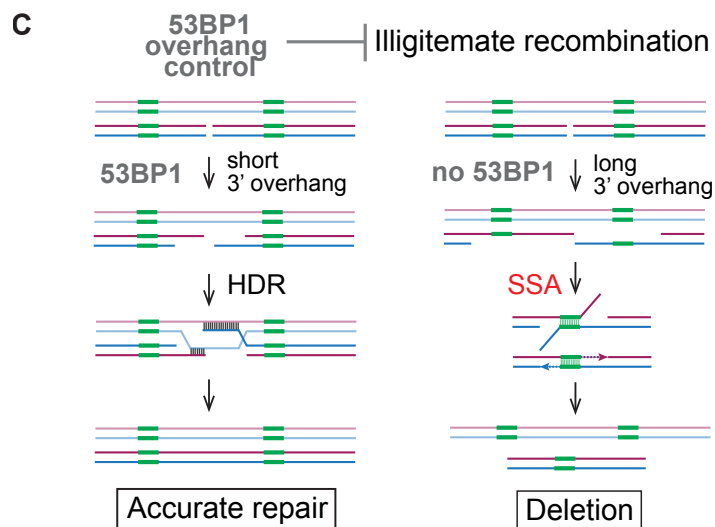 C
53BP1
overhang
control
Illigitemate recombination
53BP1
short
3' overhang
no 53BP1
long
3' overhang
HDR
SSA
Accurate repair
Deletion